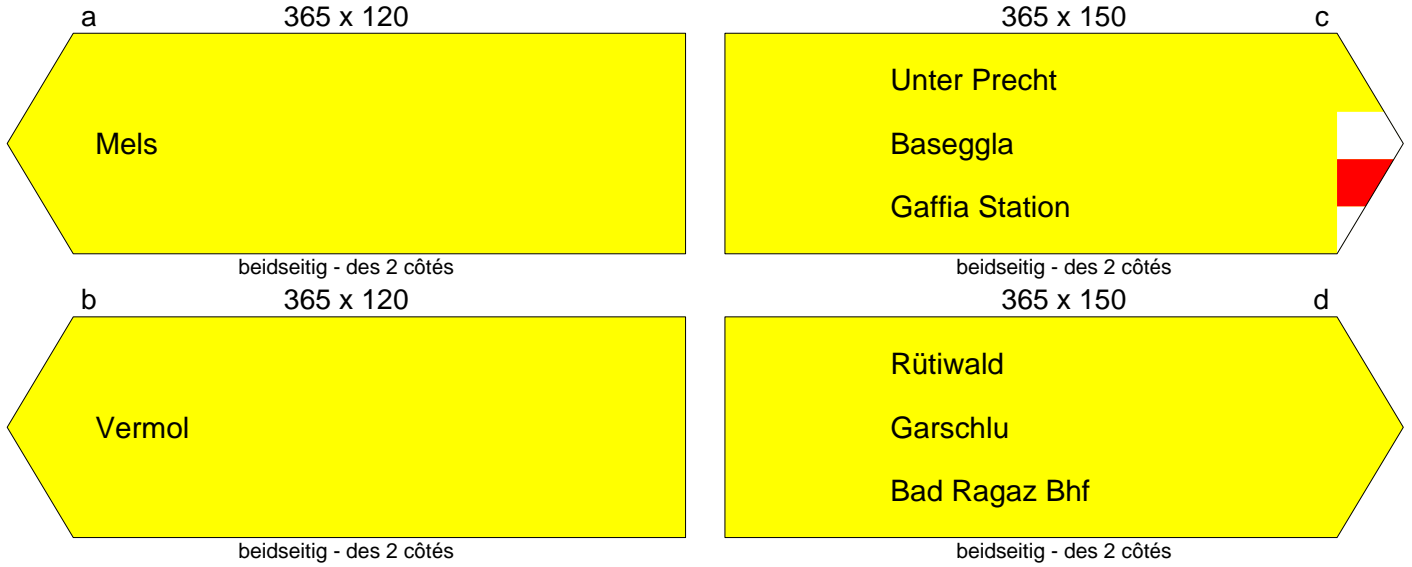 a 365 x 120
Mels
beidseitig - des 2 côtés
365 x 150 c
Unter Precht
Baseggla
Gaffia Station
beidseitig - des 2 côtés
b 365 x 120
Vermol
beidseitig - des 2 côtés
365 x 150 d
Rütiwald
Garschlu
Bad Ragaz Bhf
beidseitig - des 2 côtés